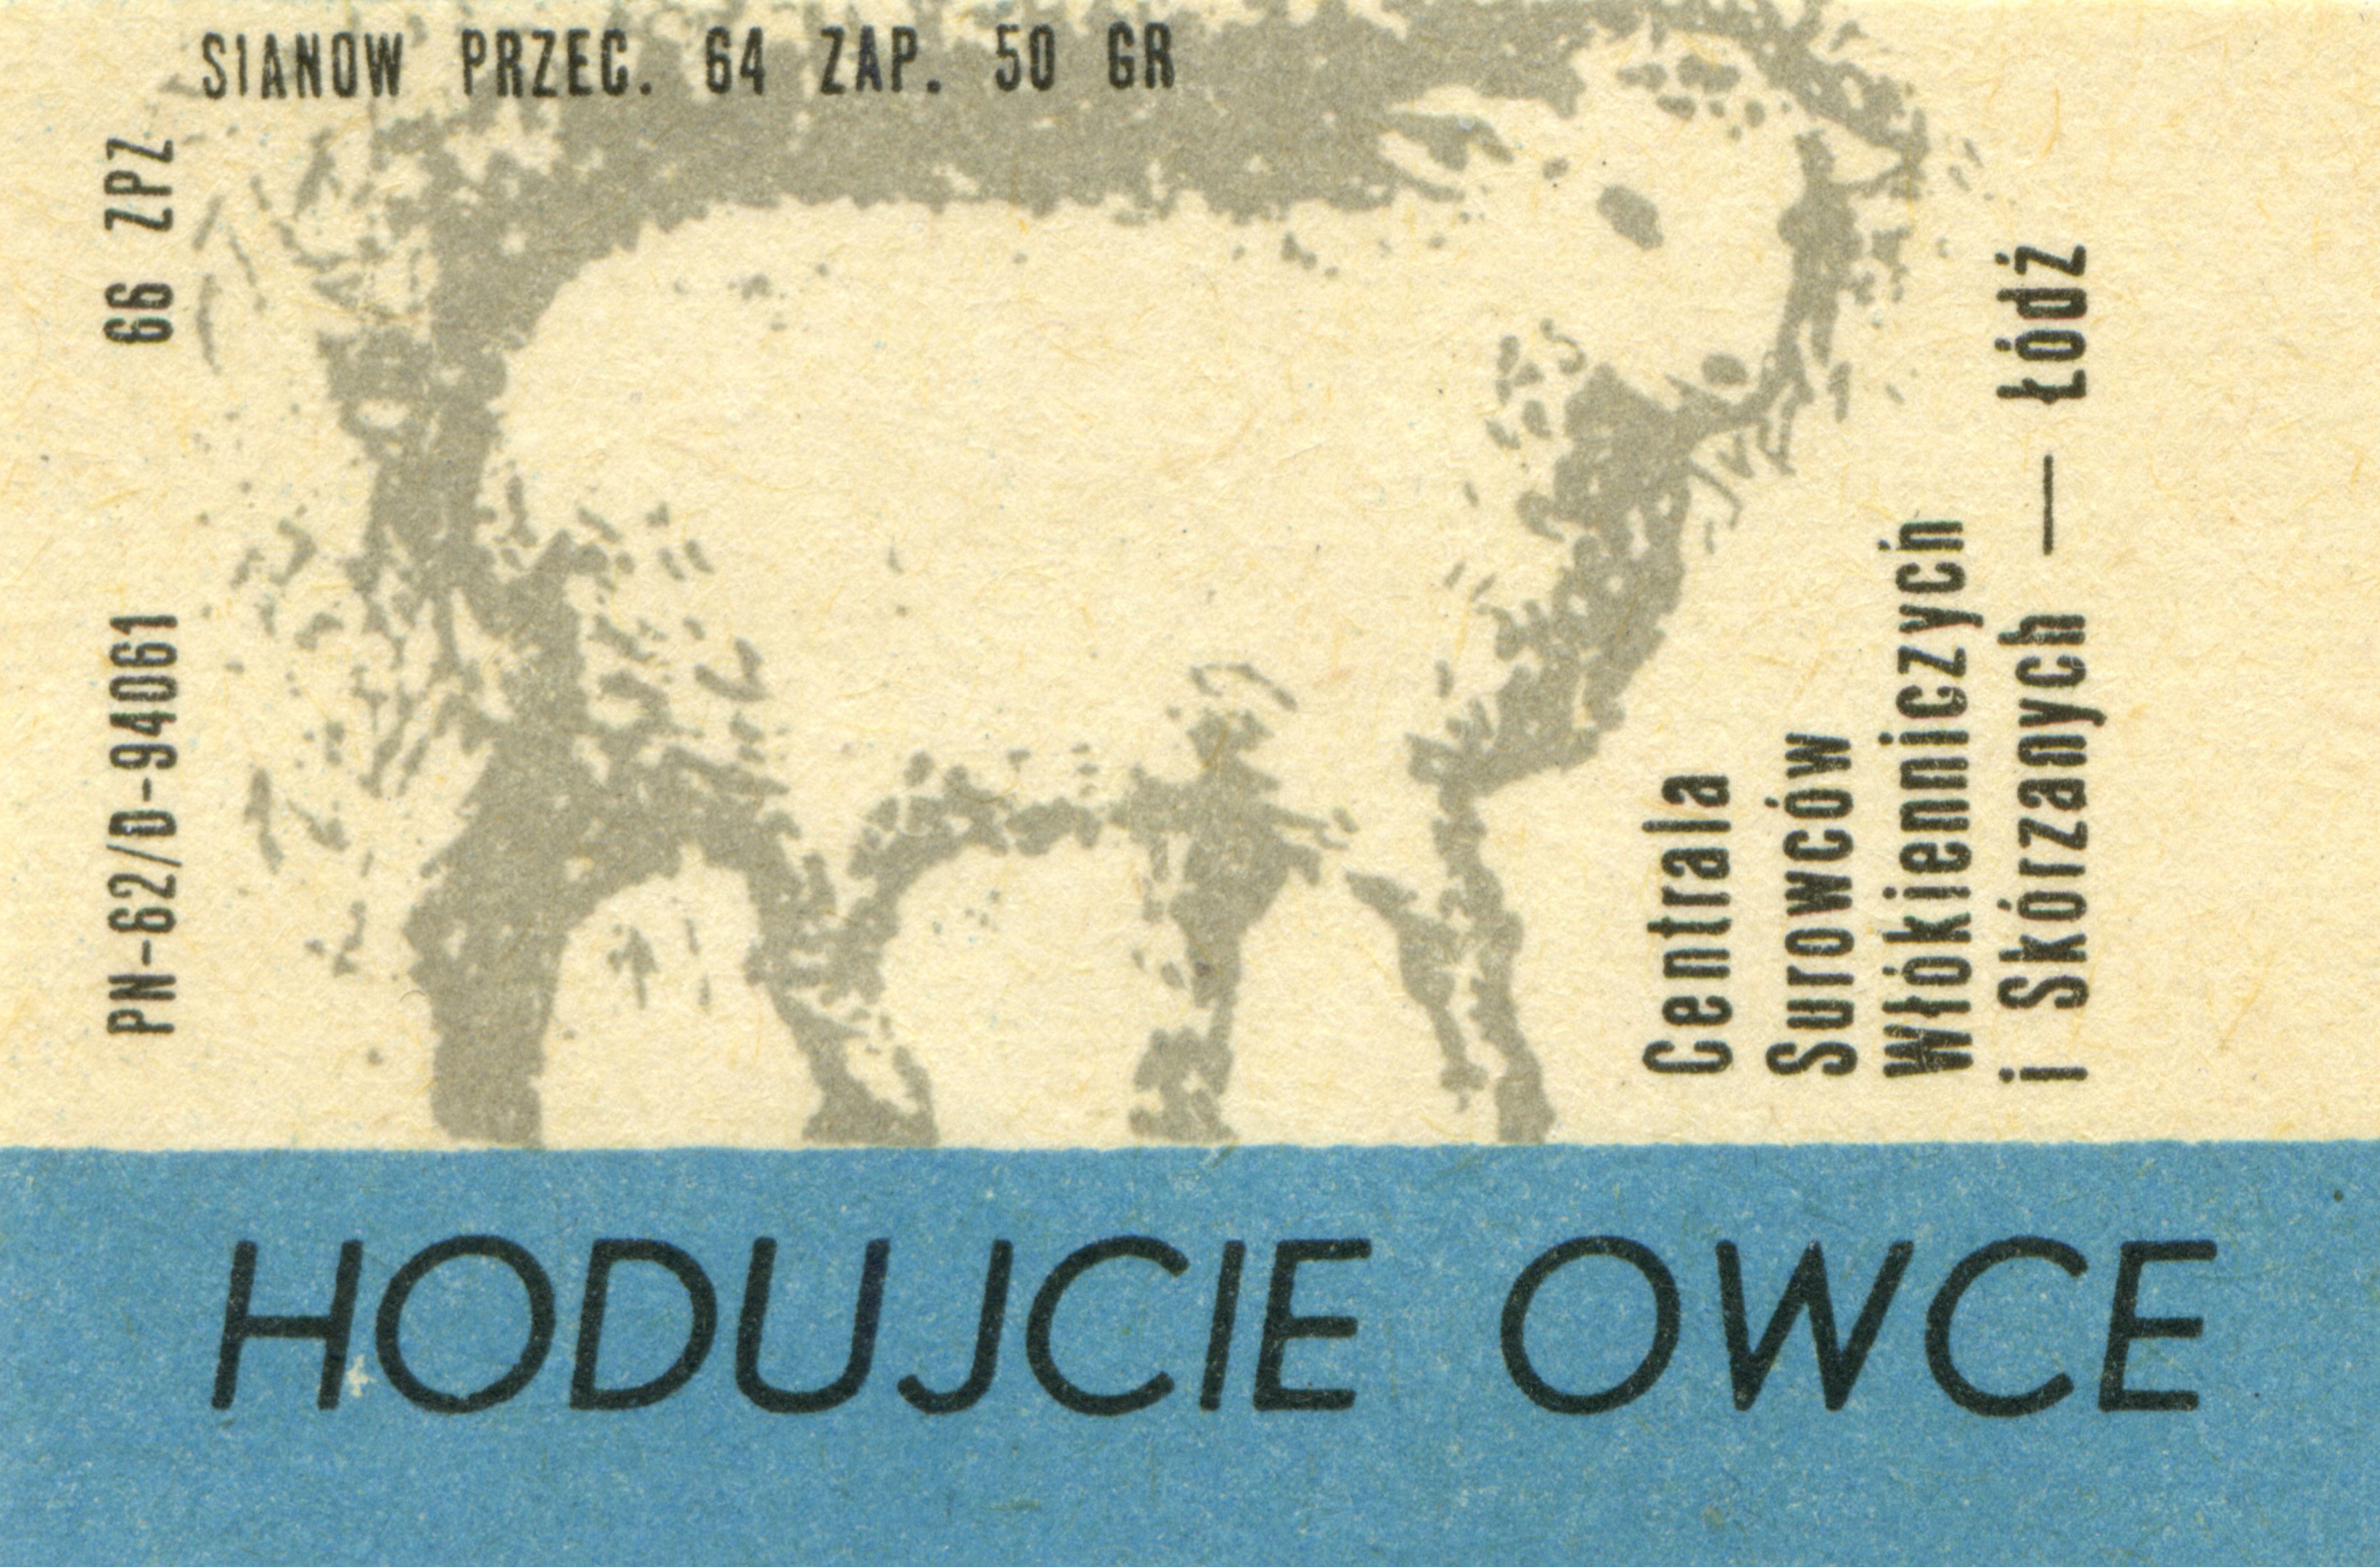 SIANOW PRZEC. 64 ZAP. 50 GR
66 ZPZ
PN-62/D-94061
Centrala
Surowców
Włókienniczych
i Skórzanych — Łódź
HODUJCIE OWCE